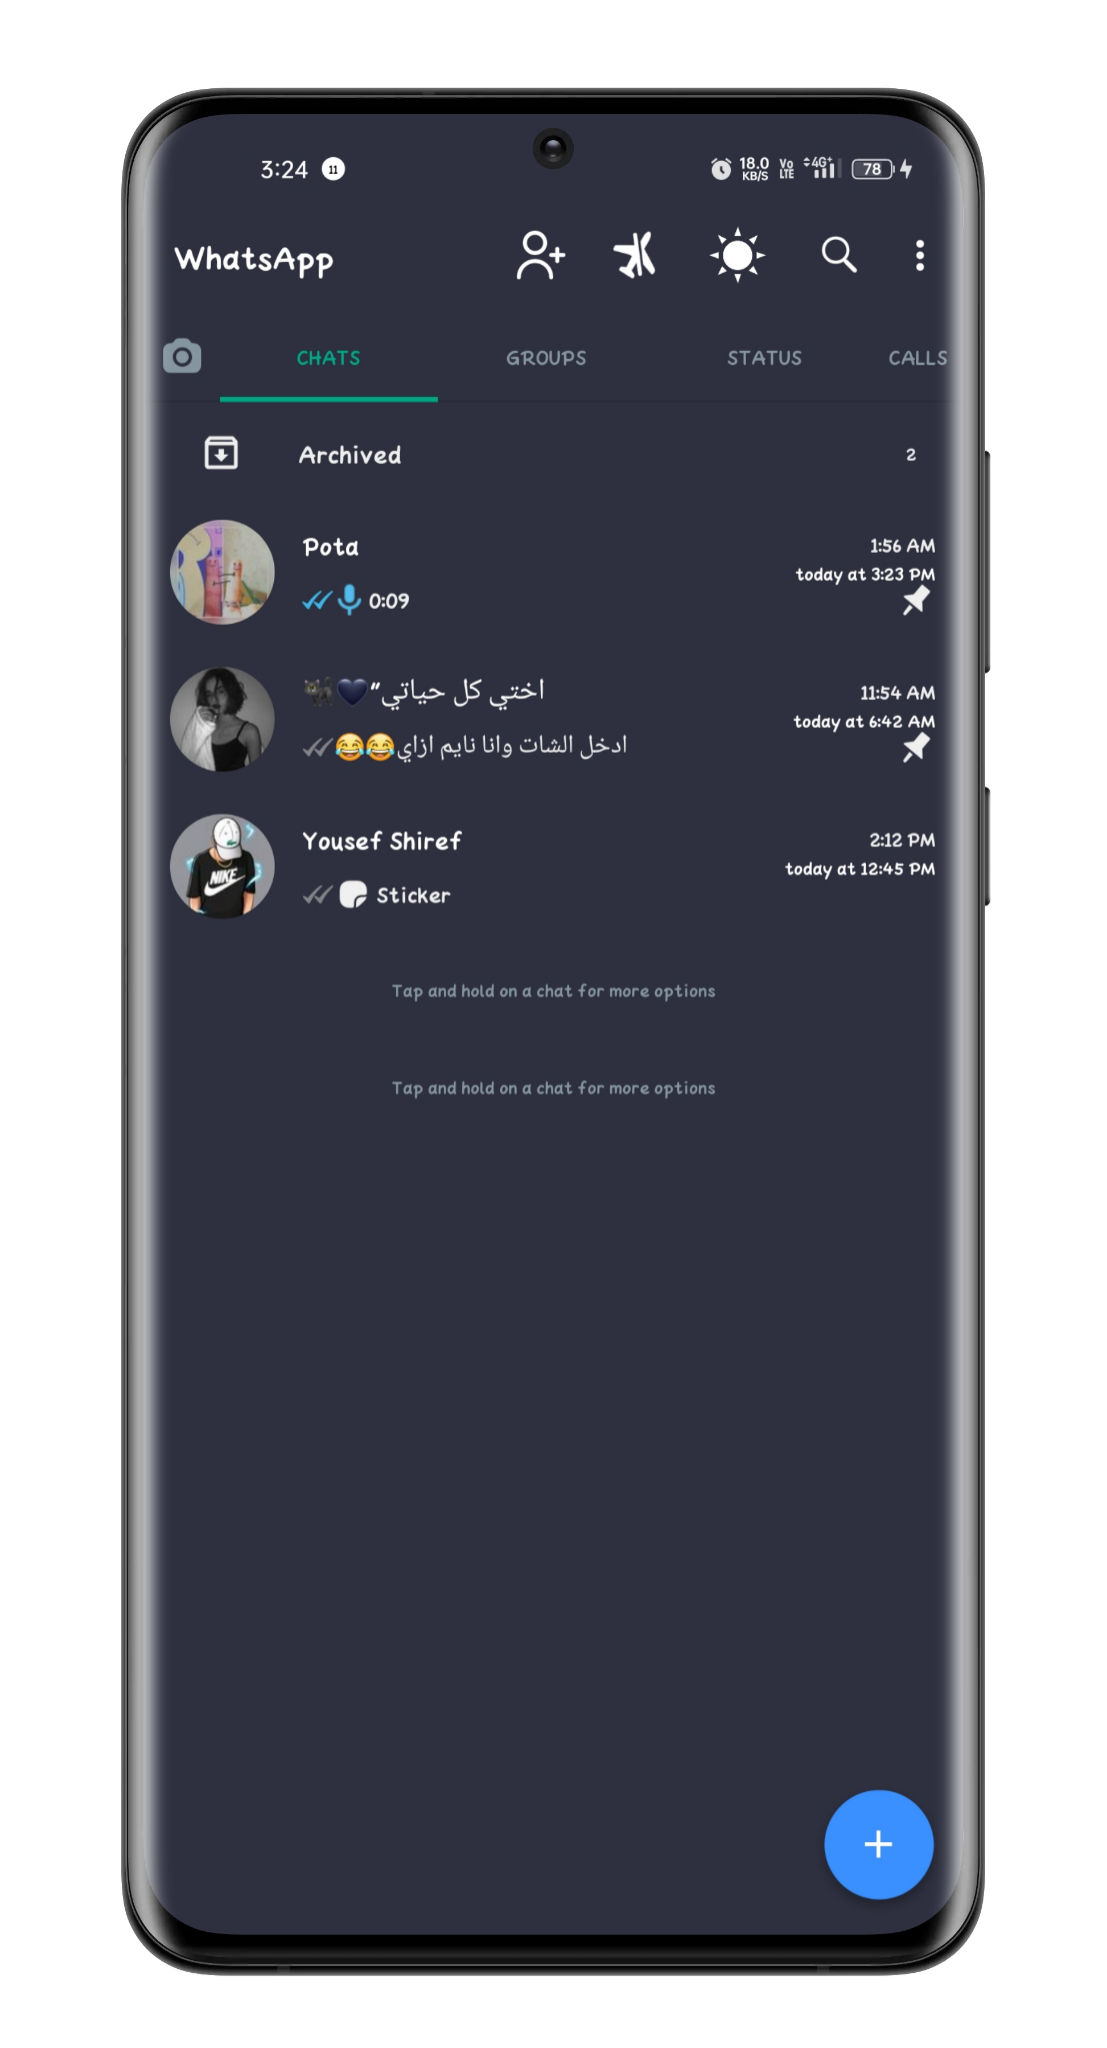 3:24 11 18.0 KB/S Vo LTE 4G+ 78
WhatsApp
CHATS GROUPS STATUS CALLS
Archived 2
Pota 1:56 AM
today at 3:23 PM
0:09
اختي كل حياتي”💙🐈‍⬛ 11:54 AM
today at 6:42 AM
ادخل الشات وانا نايم ازاي😂😂
Yousef Shiref 2:12 PM
today at 12:45 PM
NIKE
Sticker
Tap and hold on a chat for more options
Tap and hold on a chat for more options